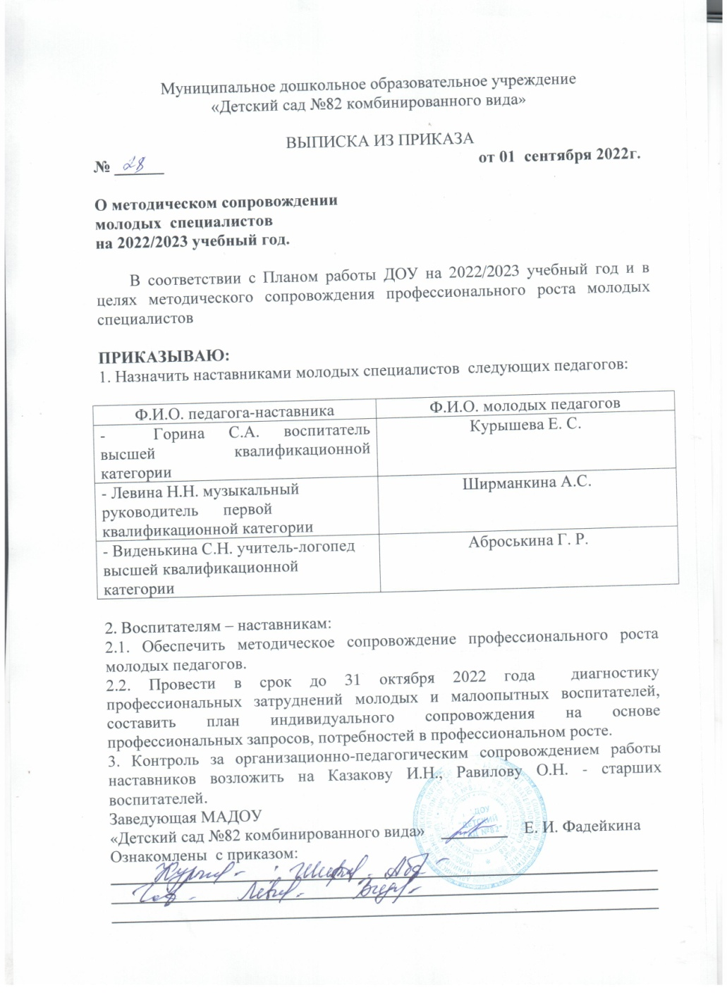 Муниципальное дошкольное образовательное учреждение
«Детский сад №82 комбинированного вида»
ВЫПИСКА ИЗ ПРИКАЗА
№ 28 от 01 сентября 2022г.
О методическом сопровождении
молодых специалистов
на 2022/2023 учебный год.
В соответствии с Планом работы ДОУ на 2022/2023 учебный год и в
целях методического сопровождения профессионального роста молодых
специалистов
ПРИКАЗЫВАЮ:
1. Назначить наставниками молодых специалистов следующих педагогов:
Ф.И.О. педагога-наставника Ф.И.О. молодых педагогов
- Горина С.А. воспитатель Курышева Е. С.
высшей квалификационной
категории
- Левина Н.Н. музыкальный Ширманкина А.С.
руководитель первой
квалификационной категории
- Виденькина С.Н. учитель-логопед Аброськина Г. Р.
высшей квалификационной
категории
2. Воспитателям – наставникам:
2.1. Обеспечить методическое сопровождение профессионального роста
молодых педагогов.
2.2. Провести в срок до 31 октября 2022 года диагностику
профессиональных затруднений молодых и малоопытных воспитателей,
составить план индивидуального сопровождения на основе
профессиональных запросов, потребностей в профессиональном росте.
3. Контроль за организационно-педагогическим сопровождением работы
наставников возложить на Казакову И.Н., Равилову О.Н. - старших
воспитателей.
Заведующая МАДОУ
«Детский сад №82 комбинированного вида» Е. И. Фадейкина
Ознакомлены с приказом:
ДОУ
ДЕТСКИЙ
САД №82